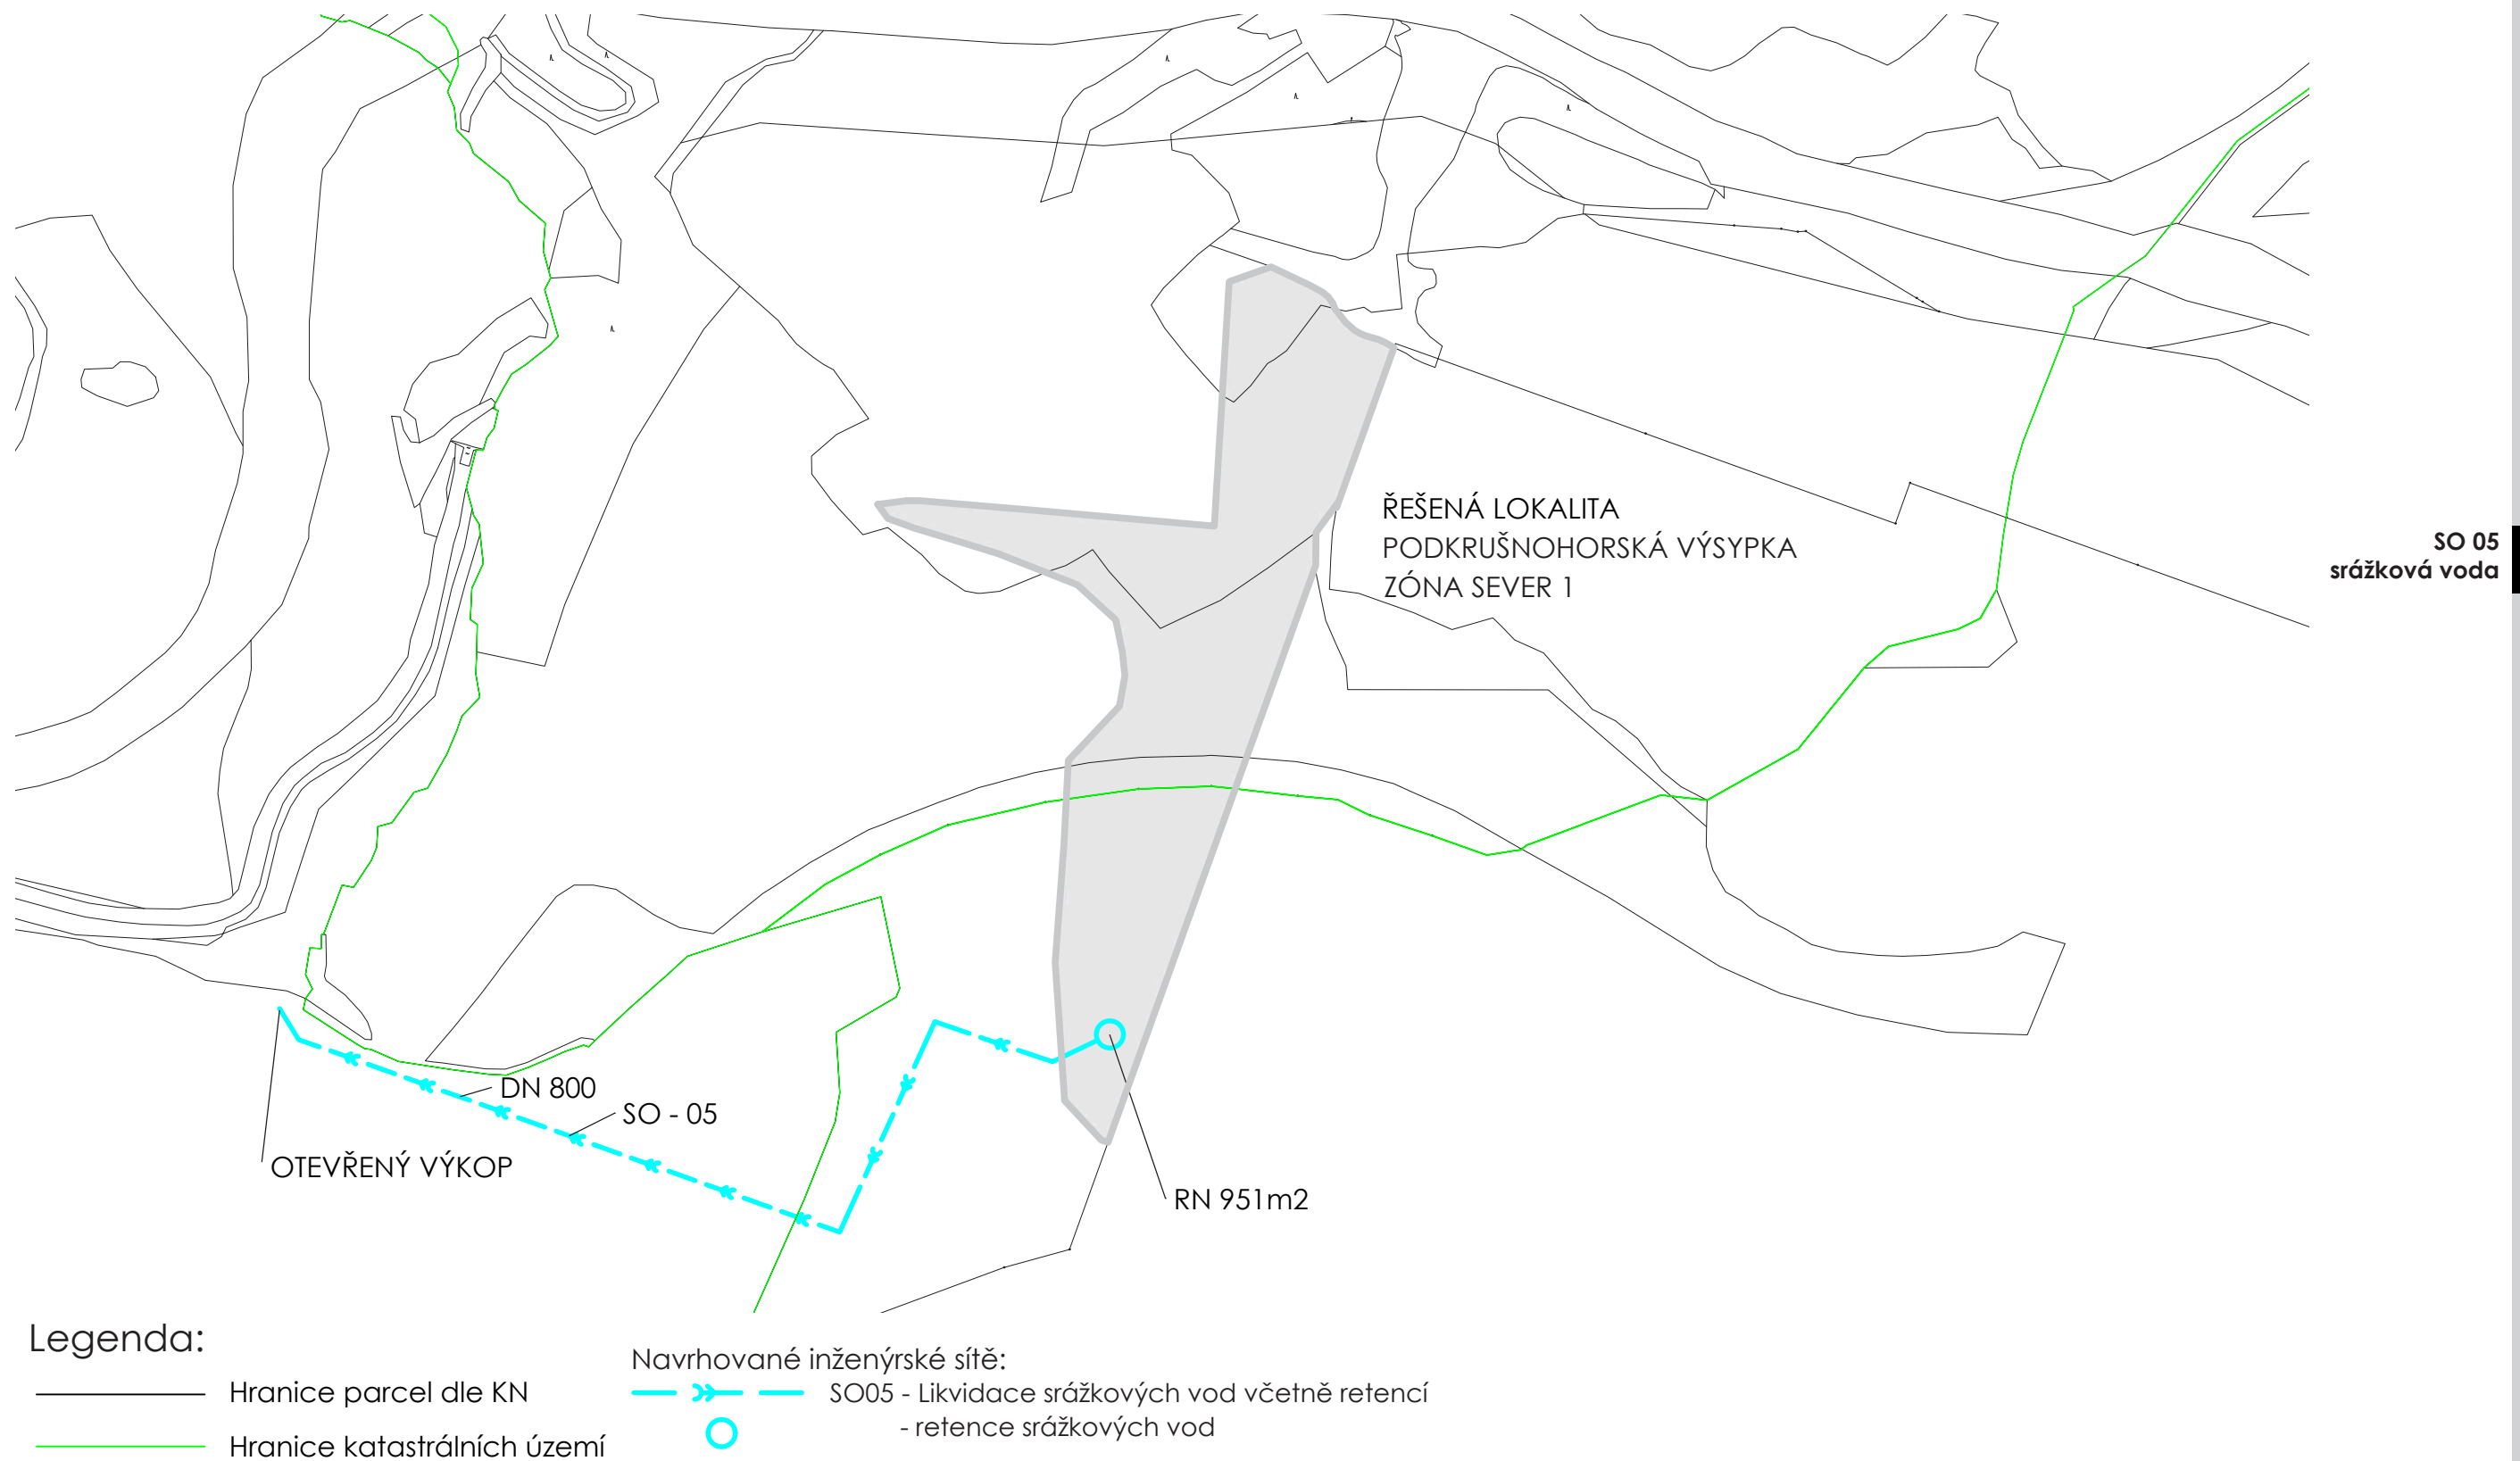 ŘEŠENÁ LOKALITA
PODKRUŠNOHORSKÁ VÝSYPKA
ZÓNA SEVER 1
SO 05
srážková voda
DN 800
SO - 05
OTEVŘENÝ VÝKOP
RN 951m2
Legenda:
Hranice parcel dle KN
Hranice katastrálních území
Navrhované inženýrské sítě:
SO05 - Likvidace srážkových vod včetně retencí
- retence srážkových vod